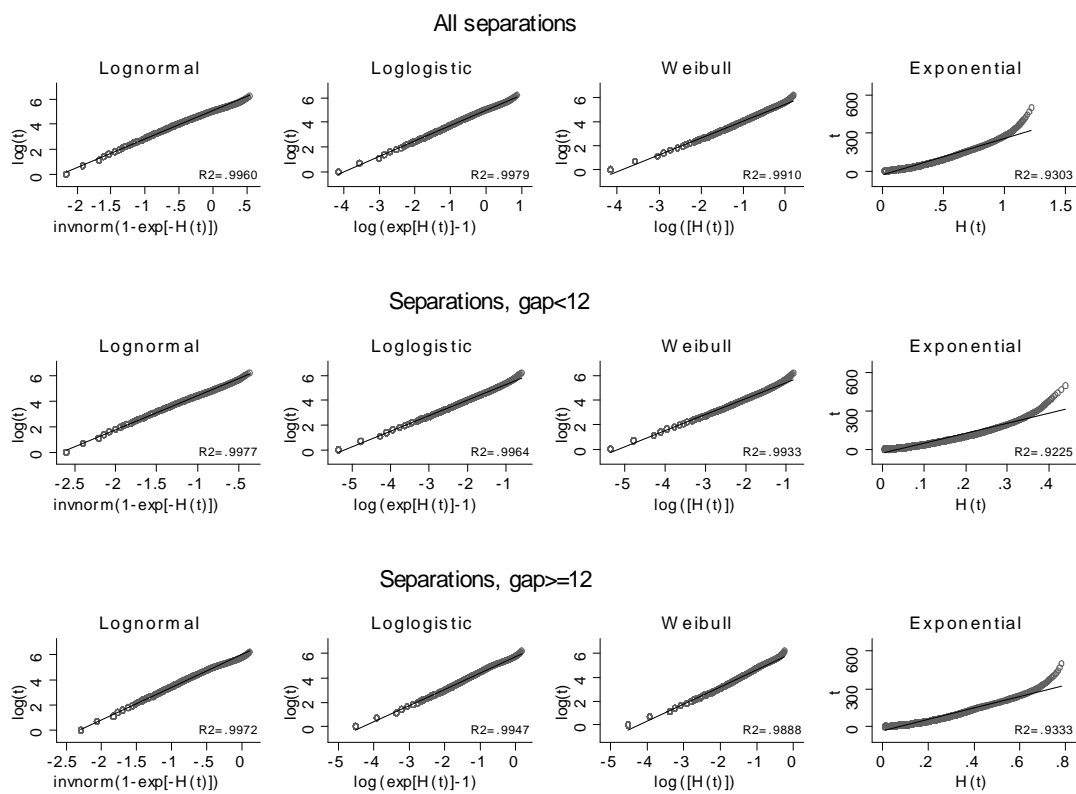 All separations
Lognormal
Loglogistic
Weibull
Exponential
log(t)
0 2 4 6
R2=.9960
-2 -1.5 -1 -.5 0 .5
invnorm(1-exp[-H(t)])
log(t)
0 2 4 6
R2=.9979
-4 -3 -2 -1 0 1
log(exp[H(t)]-1)
log(t)
0 2 4 6
R2=.9910
-4 -3 -2 -1 0
log([H(t)])
t
0 300 600
R2=.9303
0 .5 1 1.5
H(t)
Separations, gap<12
Lognormal
Loglogistic
Weibull
Exponential
log(t)
0 2 4 6
R2=.9977
-2.5 -2 -1.5 -1 -.5
invnorm(1-exp[-H(t)])
log(t)
0 2 4 6
R2=.9964
-5 -4 -3 -2 -1
log(exp[H(t)]-1)
log(t)
0 2 4 6
R2=.9933
-5 -4 -3 -2 -1
log([H(t)])
t
0 300 600
R2=.9225
0 .1 .2 .3 .4
H(t)
Separations, gap>=12
Lognormal
Loglogistic
Weibull
Exponential
log(t)
0 2 4 6
R2=.9972
-2.5 -2 -1.5 -1 -.5 0
invnorm(1-exp[-H(t)])
log(t)
0 2 4 6
R2=.9947
-5 -4 -3 -2 -1 0
log(exp[H(t)]-1)
log(t)
0 2 4 6
R2=.9888
-5 -4 -3 -2 -1 0
log([H(t)])
t
0 300 600
R2=.9333
0 .2 .4 .6 .8
H(t)